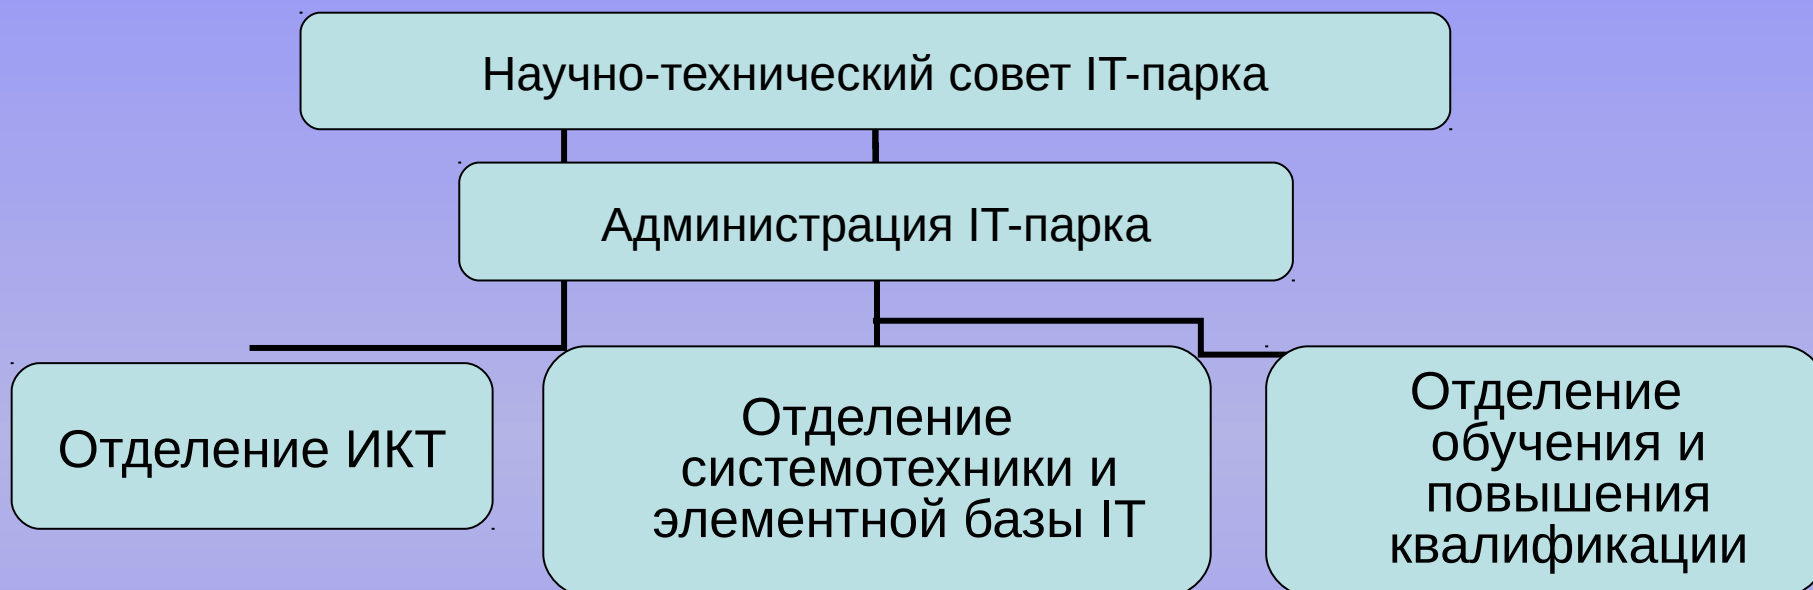 Научно-технический совет IT-парка
Администрация IT-парка
Отделение ИКТ
Отделение
системотехники и
элементной базы IT
Отделение
обучения и
повышения
квалификации